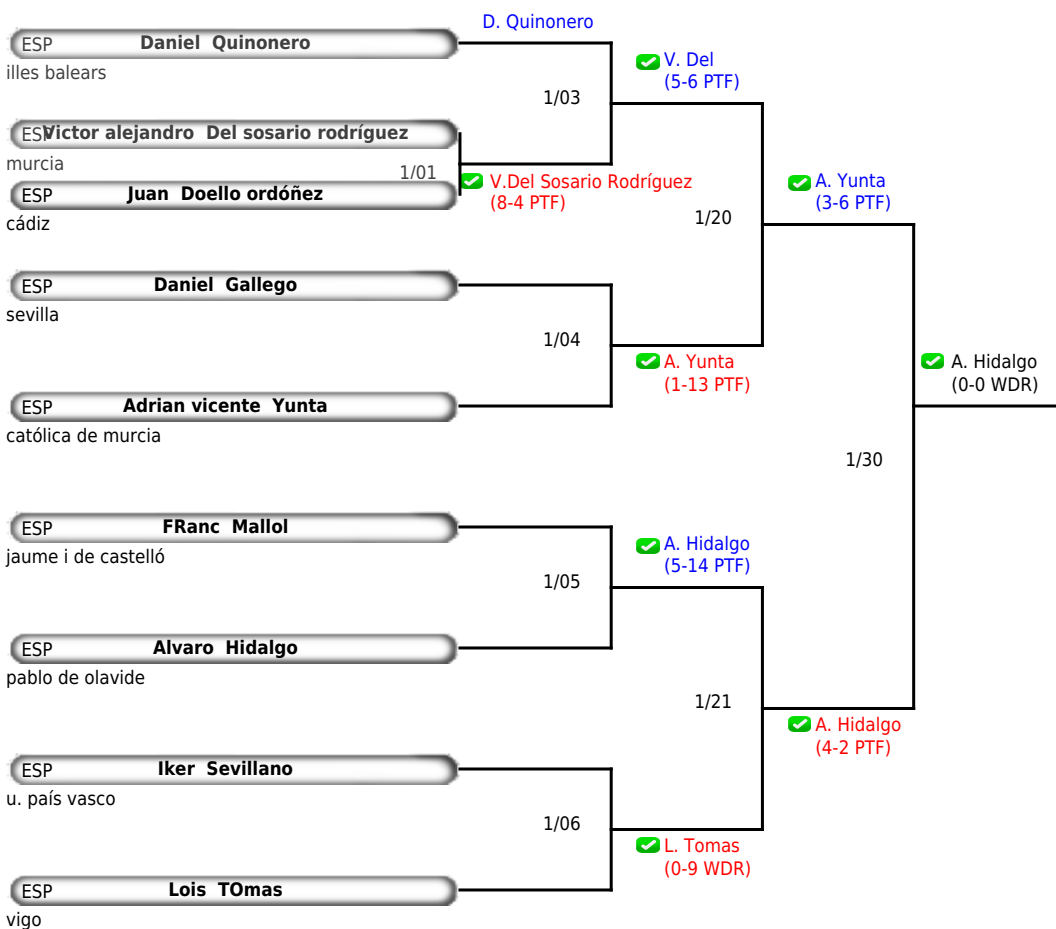 D. Quinonero
ESP Daniel Quinonero
illes balears
V. Del
(5-6 PTF)
1/03
ESP Victor alejandro Del sosario rodríguez
murcia
1/01
V.Del Sosario Rodríguez
(8-4 PTF)
ESP Juan Doello ordóñez
cádiz
A. Yunta
(3-6 PTF)
1/20
ESP Daniel Gallego
sevilla
1/04
A. Yunta
(1-13 PTF)
A. Hidalgo
(0-0 WDR)
ESP Adrian vicente Yunta
católica de murcia
1/30
ESP FRanc Mallol
jaume i de castelló
A. Hidalgo
(5-14 PTF)
1/05
ESP Alvaro Hidalgo
pablo de olavide
1/21
A. Hidalgo
(4-2 PTF)
ESP Iker Sevillano
u. país vasco
1/06
L. Tomas
(0-9 WDR)
ESP Lois TOmas
vigo